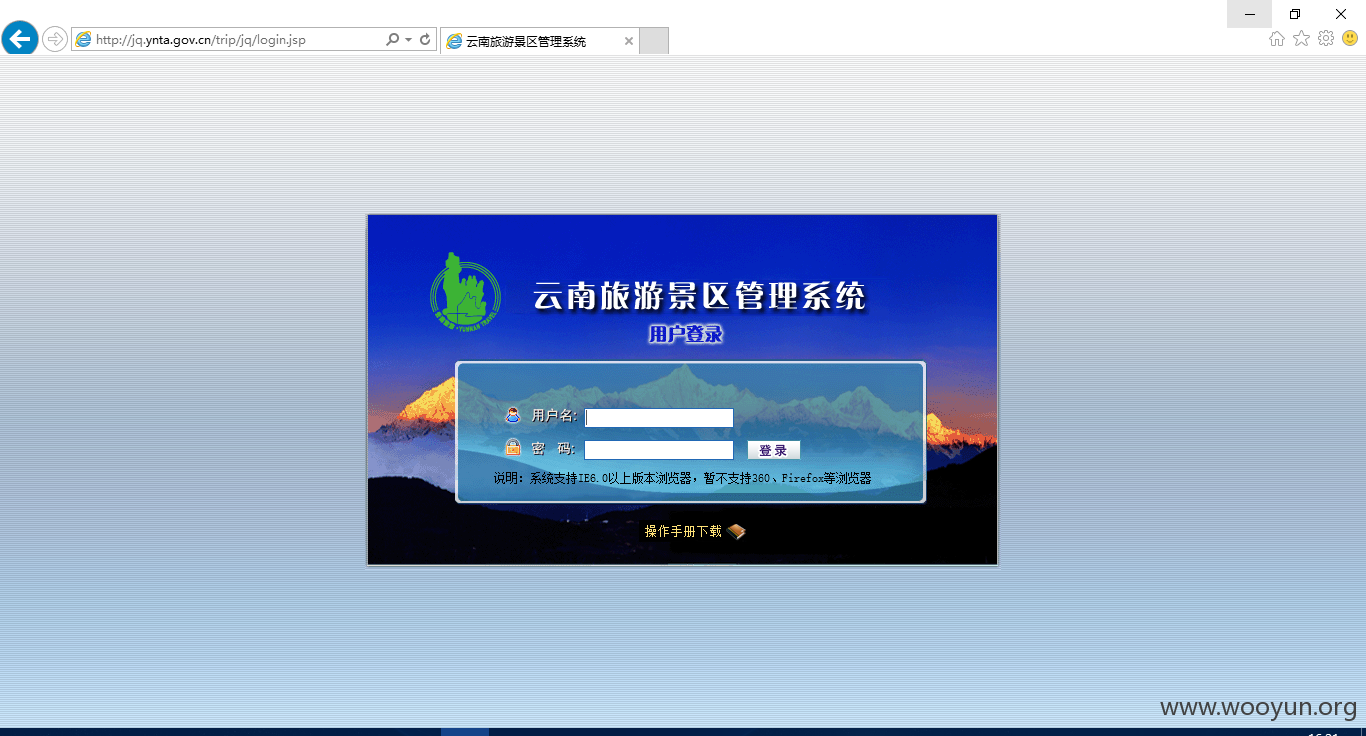 http://jq.ynta.gov.cn/trip/jq/login.jsp
云南旅游景区管理系统
云南旅游景区管理系统
用户登录
YUNNAN TRAVEL
用户名:
密 码:
登 录
说明: 系统支持IE6.0以上版本浏览器，暂不支持360、Firefox等浏览器
操作手册下载
www.wooyun.org